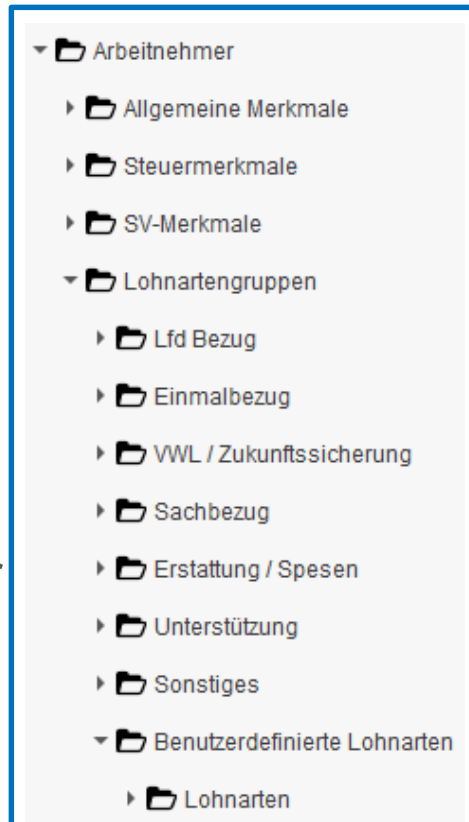 Arbeitnehmer
Allgemeine Merkmale
Steuermerkmale
SV-Merkmale
Lohnartengruppen
Lfd Bezug
Einmalbezug
VWL / Zukunftssicherung
Sachbezug
Erstattung / Spesen
Unterstützung
Sonstiges
Benutzerdefinierte Lohnarten
Lohnarten